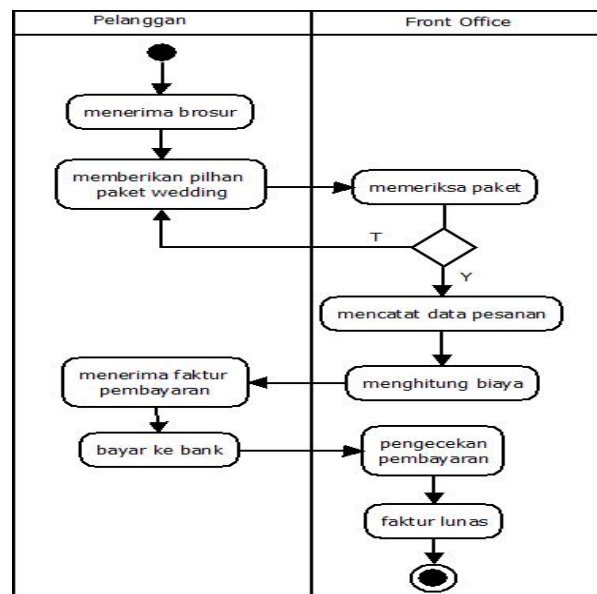 Pelanggan
Front Office
menerima brosur
memberikan pilhan
paket wedding
memeriksa paket
T
Y
mencatat data pesanan
menerima faktur
pembayaran
menghitung biaya
bayar ke bank
pengecekan
pembayaran
faktur lunas